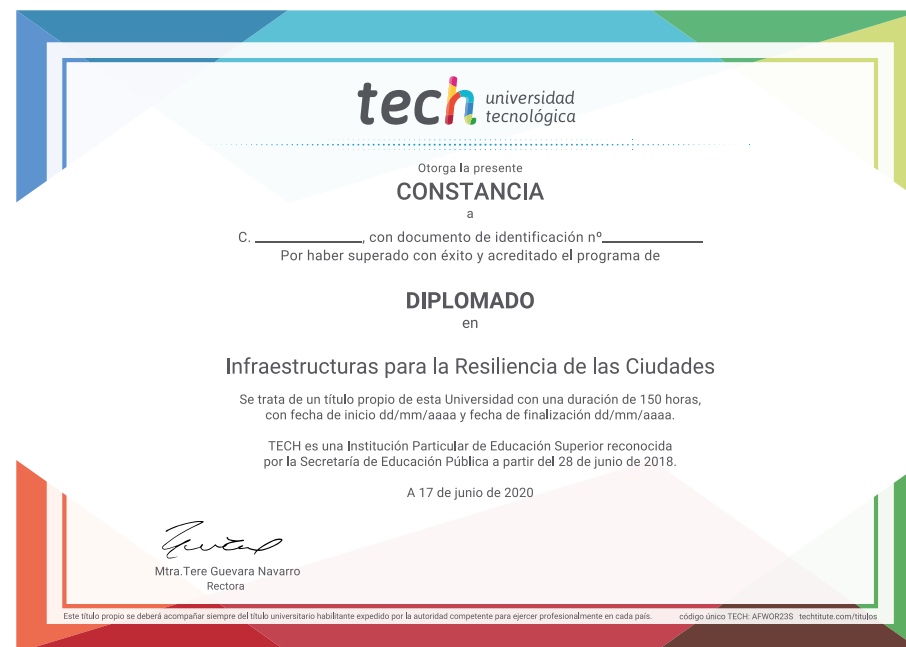 tech universidad
tecnológica
Otorga la presente
CONSTANCIA
a
C. ____________, con documento de identificación nº____________
Por haber superado con éxito y acreditado el programa de
DIPLOMADO
en
Infraestructuras para la Resiliencia de las Ciudades
Se trata de un título propio de esta Universidad con una duración de 150 horas,
con fecha de inicio dd/mm/aaaa y fecha de finalización dd/mm/aaaa.
TECH es una Institución Particular de Educación Superior reconocida
por la Secretaría de Educación Pública a partir del 28 de junio de 2018.
A 17 de junio de 2020
Mtra.Tere Guevara Navarro
Rectora
Este título propio se deberá acompañar siempre del título universitario habilitante expedido por la autoridad competente para ejercer profesionalmente en cada país. código único TECH: AFWOR23S techtitute.com/titulos